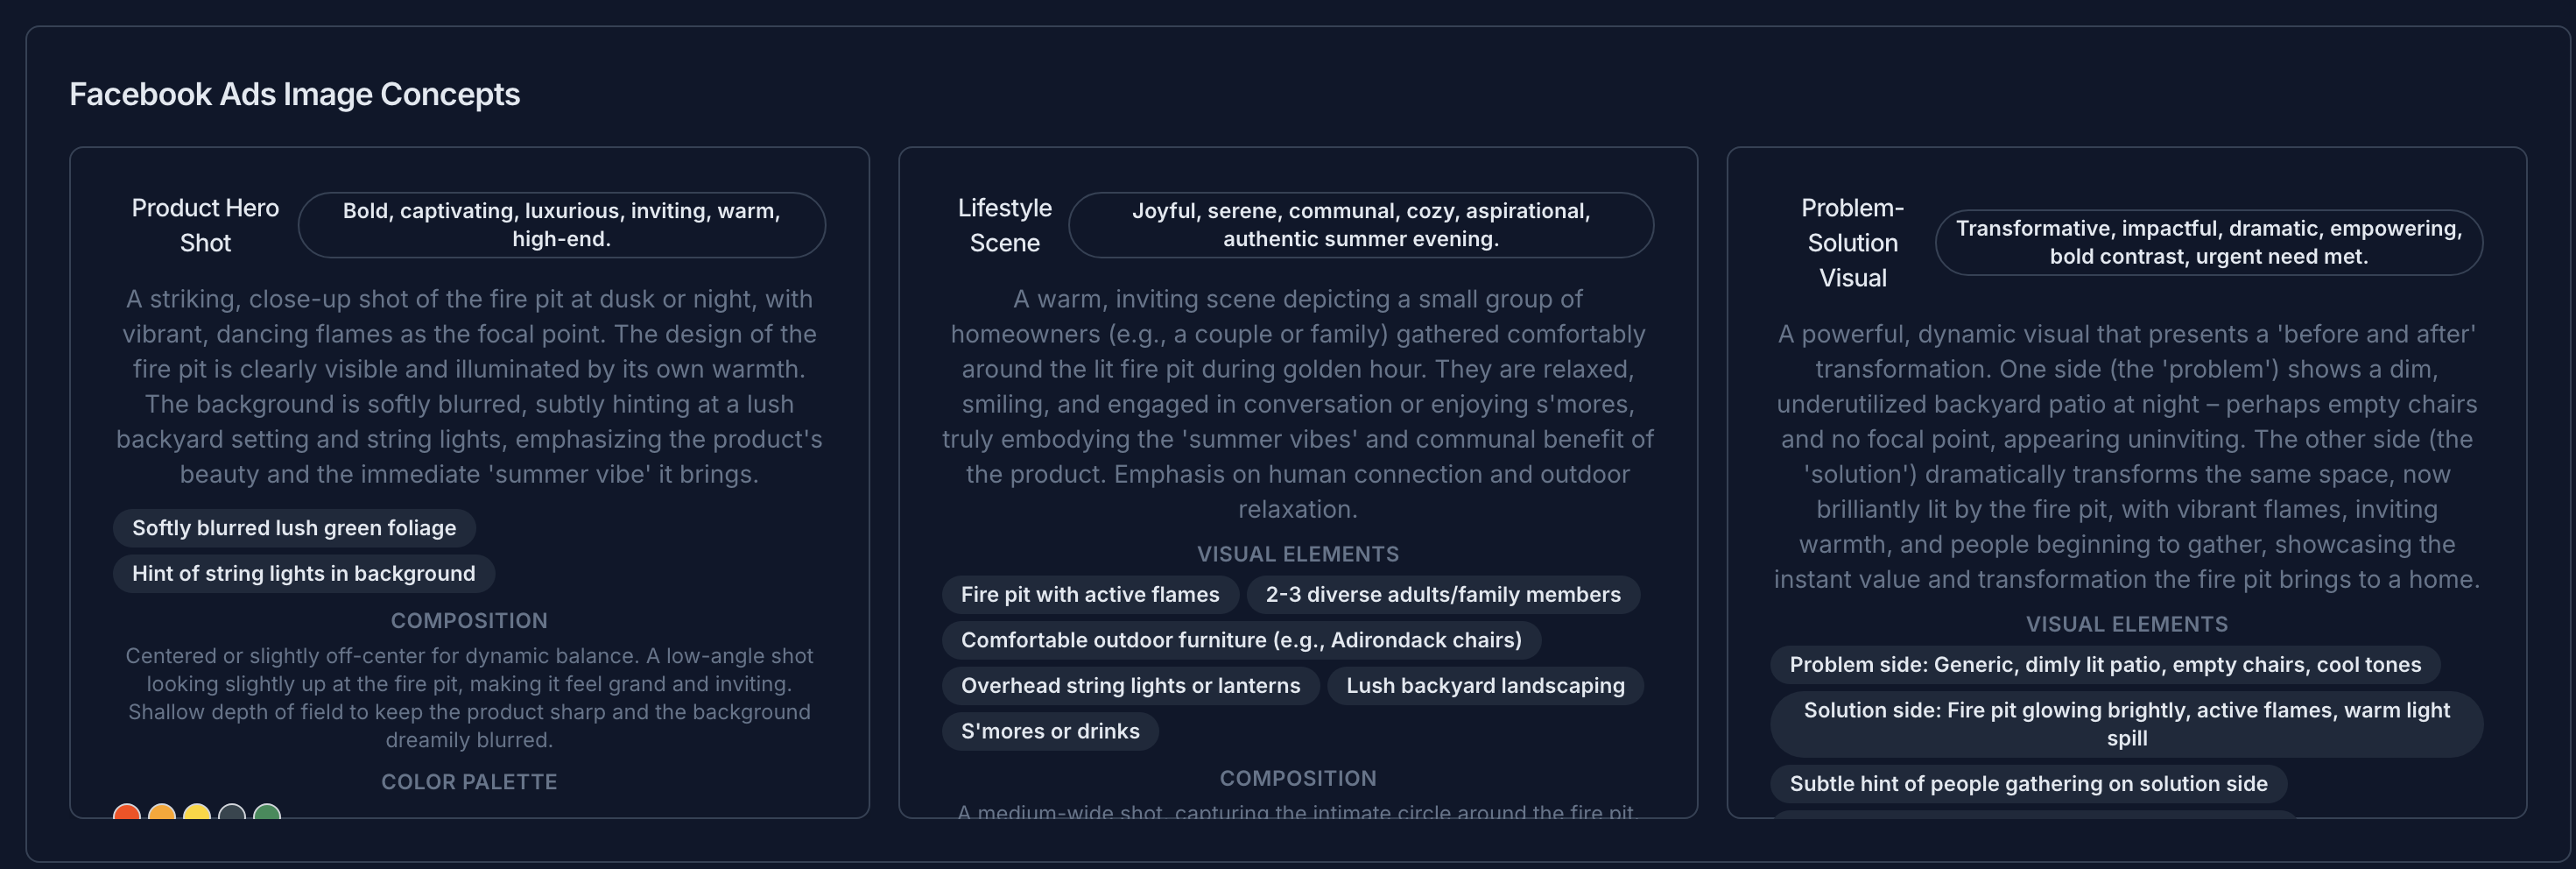 Facebook Ads Image Concepts
Product Hero
Shot
Bold, captivating, luxurious, inviting, warm,
high-end.
A striking, close-up shot of the fire pit at dusk or night, with
vibrant, dancing flames as the focal point. The design of the
fire pit is clearly visible and illuminated by its own warmth.
The background is softly blurred, subtly hinting at a lush
backyard setting and string lights, emphasizing the product's
beauty and the immediate 'summer vibe' it brings.
Softly blurred lush green foliage
Hint of string lights in background
COMPOSITION
Centered or slightly off-center for dynamic balance. A low-angle shot
looking slightly up at the fire pit, making it feel grand and inviting.
Shallow depth of field to keep the product sharp and the background
dreamily blurred.
COLOR PALETTE
Lifestyle
Scene
Joyful, serene, communal, cozy, aspirational,
authentic summer evening.
A warm, inviting scene depicting a small group of
homeowners (e.g., a couple or family) gathered comfortably
around the lit fire pit during golden hour. They are relaxed,
smiling, and engaged in conversation or enjoying s'mores,
truly embodying the 'summer vibes' and communal benefit of
the product. Emphasis on human connection and outdoor
relaxation.
VISUAL ELEMENTS
Fire pit with active flames
2-3 diverse adults/family members
Comfortable outdoor furniture (e.g., Adirondack chairs)
Overhead string lights or lanterns
Lush backyard landscaping
S'mores or drinks
COMPOSITION
A medium-wide shot, capturing the intimate circle around the fire pit.
Problem-
Solution
Visual
Transformative, impactful, dramatic, empowering,
bold contrast, urgent need met.
A powerful, dynamic visual that presents a 'before and after'
transformation. One side (the 'problem') shows a dim,
underutilized backyard patio at night – perhaps empty chairs
and no focal point, appearing uninviting. The other side (the
'solution') dramatically transforms the same space, now
brilliantly lit by the fire pit, with vibrant flames, inviting
warmth, and people beginning to gather, showcasing the
instant value and transformation the fire pit brings to a home.
VISUAL ELEMENTS
Problem side: Generic, dimly lit patio, empty chairs, cool tones
Solution side: Fire pit glowing brightly, active flames, warm light
spill
Subtle hint of people gathering on solution side